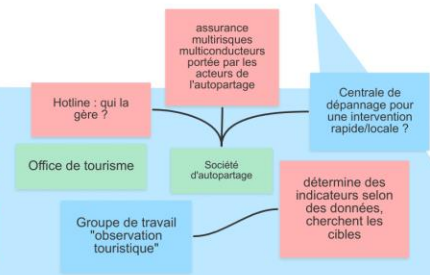 assurance
multirisques
multiconducteurs
portée par les
acteurs de
l'autopartage
Hotline : qui la
gère ?
Centrale de
dépannage pour
une intervention
rapide/locale ?
Office de tourisme
Société
d'autopartage
détermine des
indicateurs selon
des données,
cherchent les
cibles
Groupe de travail
"observation
touristique"